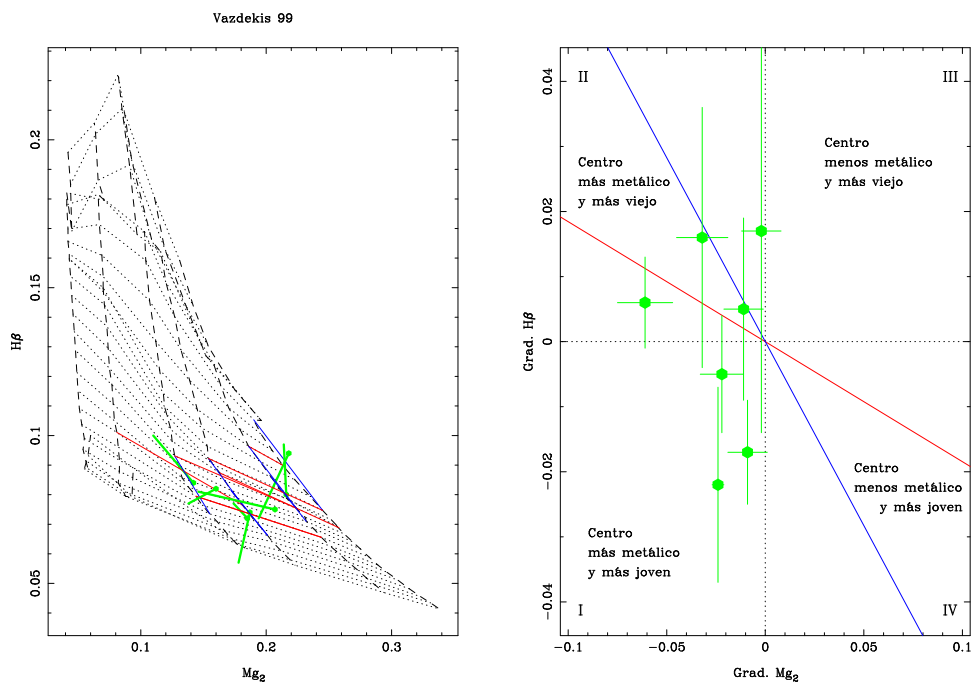 Vazdekis 99
0.2
0.15
0.1
0.05
Hβ
0.1
0.2
0.3
Mg2
II
III
Centro
más metálico
y más viejo
Centro
menos metálico
y más viejo
Centro
menos metálico
y más joven
Centro
más metálico
y más joven
I
IV
0.04
0.02
0
−0.02
−0.04
Grad. Hβ
−0.1
−0.05
0
0.05
0.1
Grad. Mg2